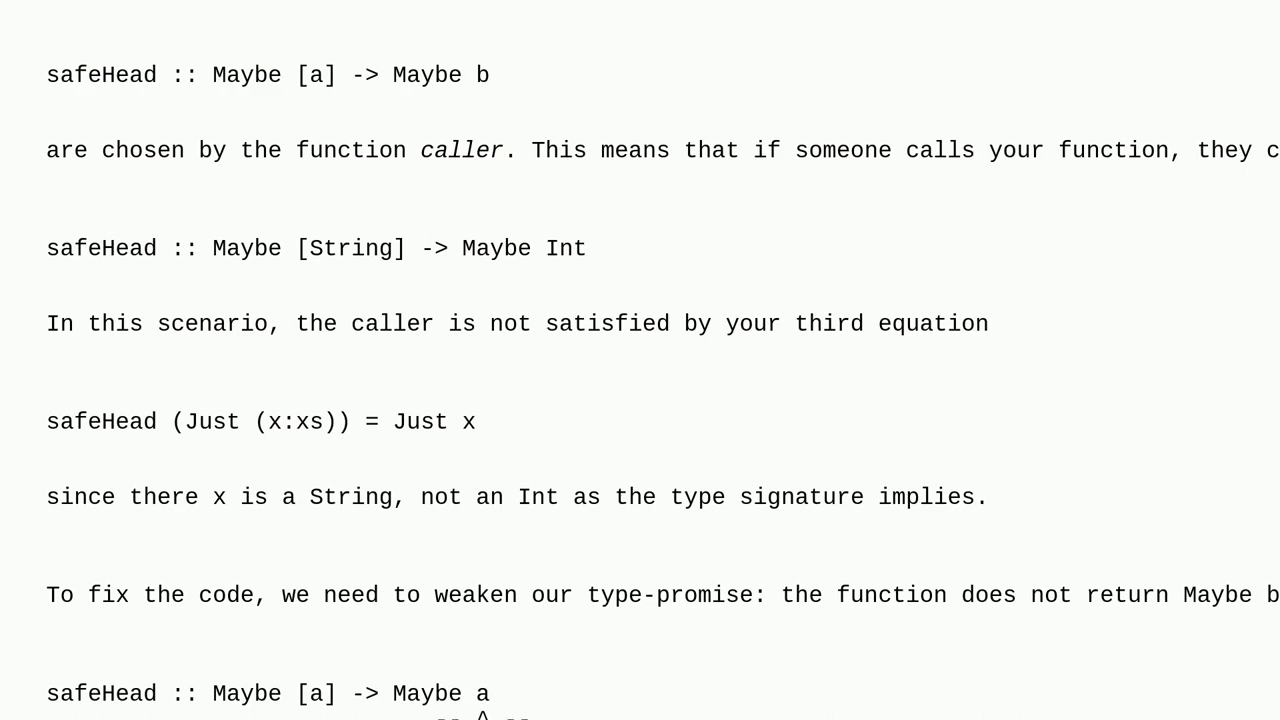 safeHead :: Maybe [a] -> Maybe b
are chosen by the function caller. This means that if someone calls your function, they c
safeHead :: Maybe [String] -> Maybe Int
In this scenario, the caller is not satisfied by your third equation
safeHead (Just (x:xs)) = Just x
since there x is a String, not an Int as the type signature implies.
To fix the code, we need to weaken our type-promise: the function does not return Maybe b
safeHead :: Maybe [a] -> Maybe a
-- ^ --